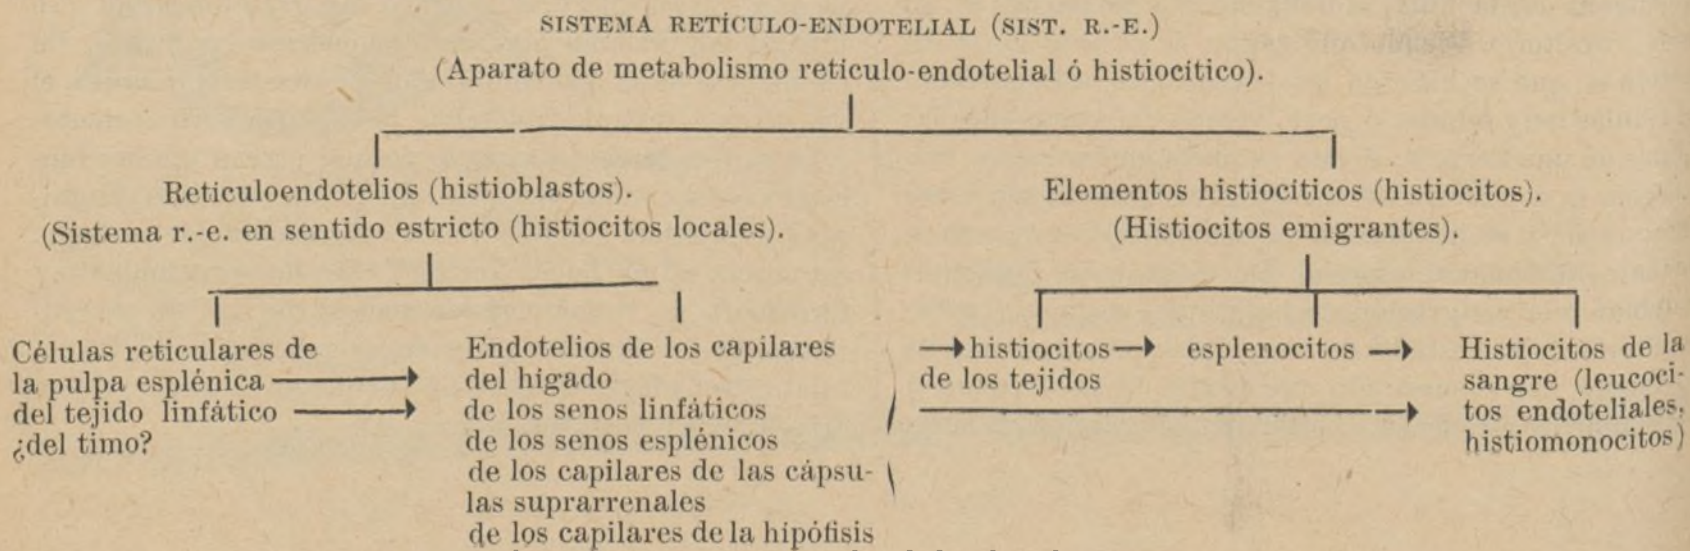 SISTEMA RETÍCULO-ENDOTELIAL (SIST. R.-E.)
(Aparato de metabolismo reticulo-endotelial ó histiocítico).
Reticuloendotelios (histioblastos).
(Sistema r.-e. en sentido estricto (histiocitos locales).
Elementos histiocíticos (histiocitos).
(Histiocitos emigrantes).
Células reticulares de
la pulpa esplénica
del tejido linfático
¿del timo?
Endotelios de los capilares
del higado
de los senos linfáticos
de los senos esplénicos
de los capilares de las cápsu-
las suprarrenales
de los capilares de la hipófisis
histiocitos
de los tejidos
esplenocitos
Histiocitos de la
sangre (leucoci-
tos endoteliales,
histiomonocitos)